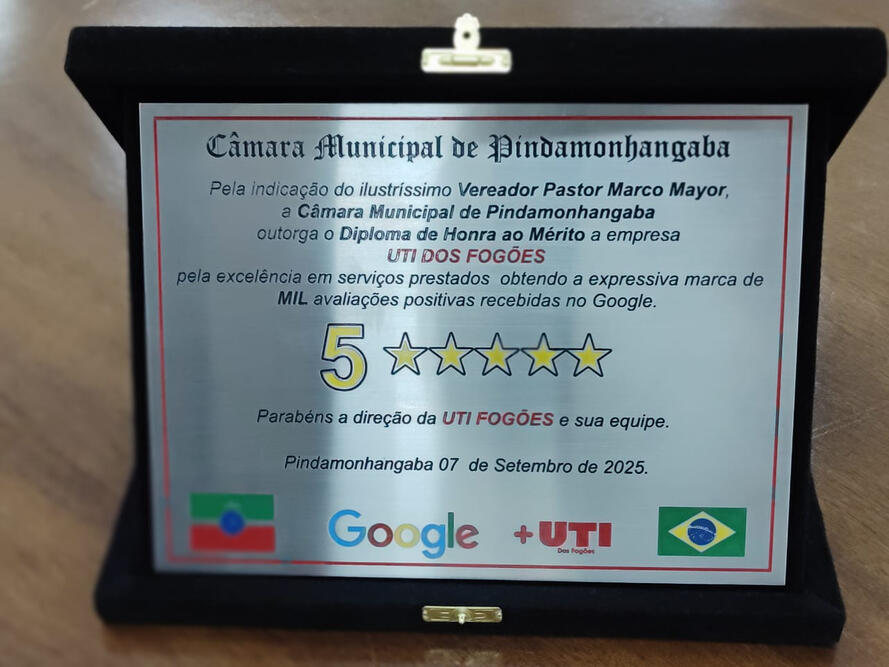 Câmara Municipal de Pindamonhangaba
Pela indicação do ilustríssimo Vereador Pastor Marco Mayor,
a Câmara Municipal de Pindamonhangaba
outorga o Diploma de Honra ao Mérito a empresa
UTI DOS FOGÕES
pela excelência em serviços prestados obtendo a expressiva marca de
MIL avaliações positivas recebidas no Google.
5
Parabéns a direção da UTI FOGÕES e sua equipe.
Pindamonhangaba 07 de Setembro de 2025.
Google +UTI
Dos Fogões